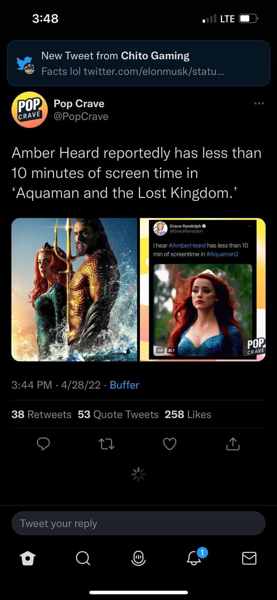 3:48
LTE
New Tweet from Chito Gaming
Facts lol twitter.com/elonmusk/statu...
POP
CRAVE
Pop Crave
@PopCrave
Amber Heard reportedly has less than
10 minutes of screen time in
‘Aquaman and the Lost Kingdom.’
Grace Randolph
@GraceRandolph
I hear #AmberHeard has less than 10
min of screentime in #Aquaman2
GIF
ALT
POP
CRAVE
3:44 PM · 4/28/22 · Buffer
38 Retweets 53 Quote Tweets 258 Likes
Tweet your reply
1